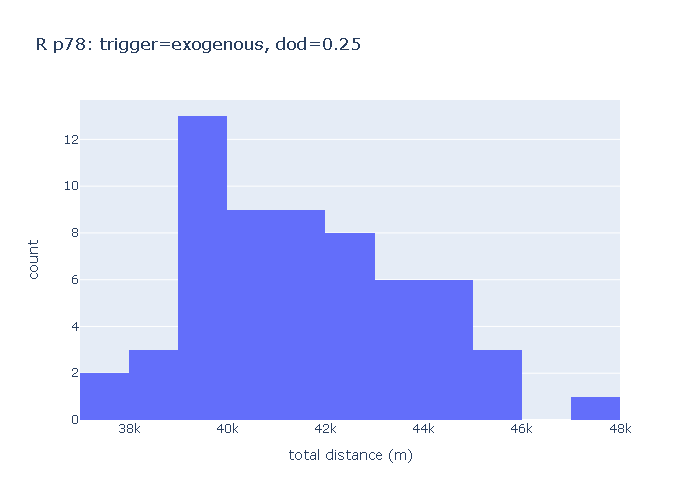 R p78: trigger=exogenous, dod=0.25
12
10
8
6
4
2
0
count
38k 40k 42k 44k 46k 48k
total distance (m)